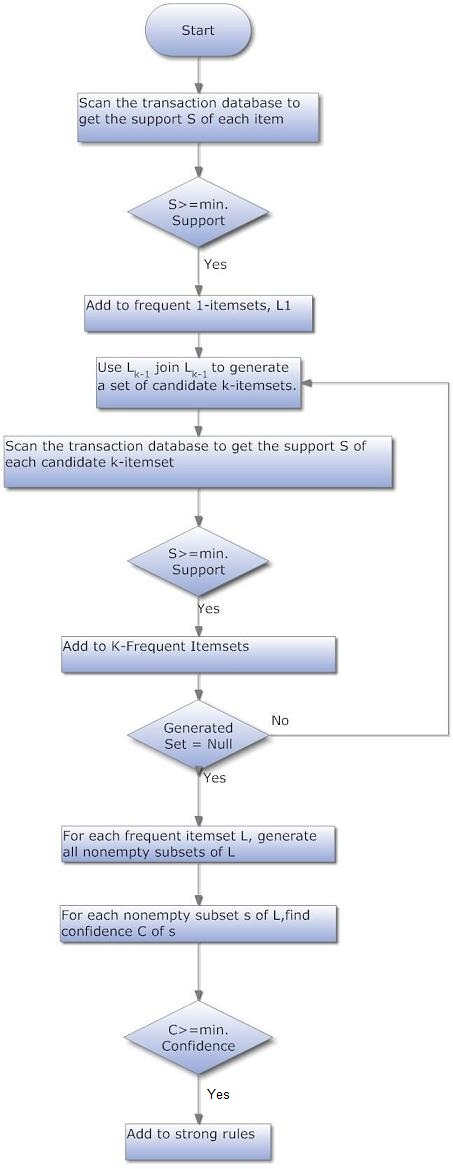 Start
Scan the transaction database to
get the support S of each item
S>=min.
Support
Yes
Add to frequent 1-itemsets, L1
Use Lk-1 join Lk-1 to generate
a set of candidate k-itemsets.
Scan the transaction database to get the support S of
each candidate k-itemset
S>=min.
Support
Yes
Add to K-Frequent Itemsets
Generated
Set = Null
No
Yes
For each frequent itemset L, generate
all nonempty subsets of L
For each nonempty subset s of L,find
confidence C of s
C>=min.
Confidence
Yes
Add to strong rules